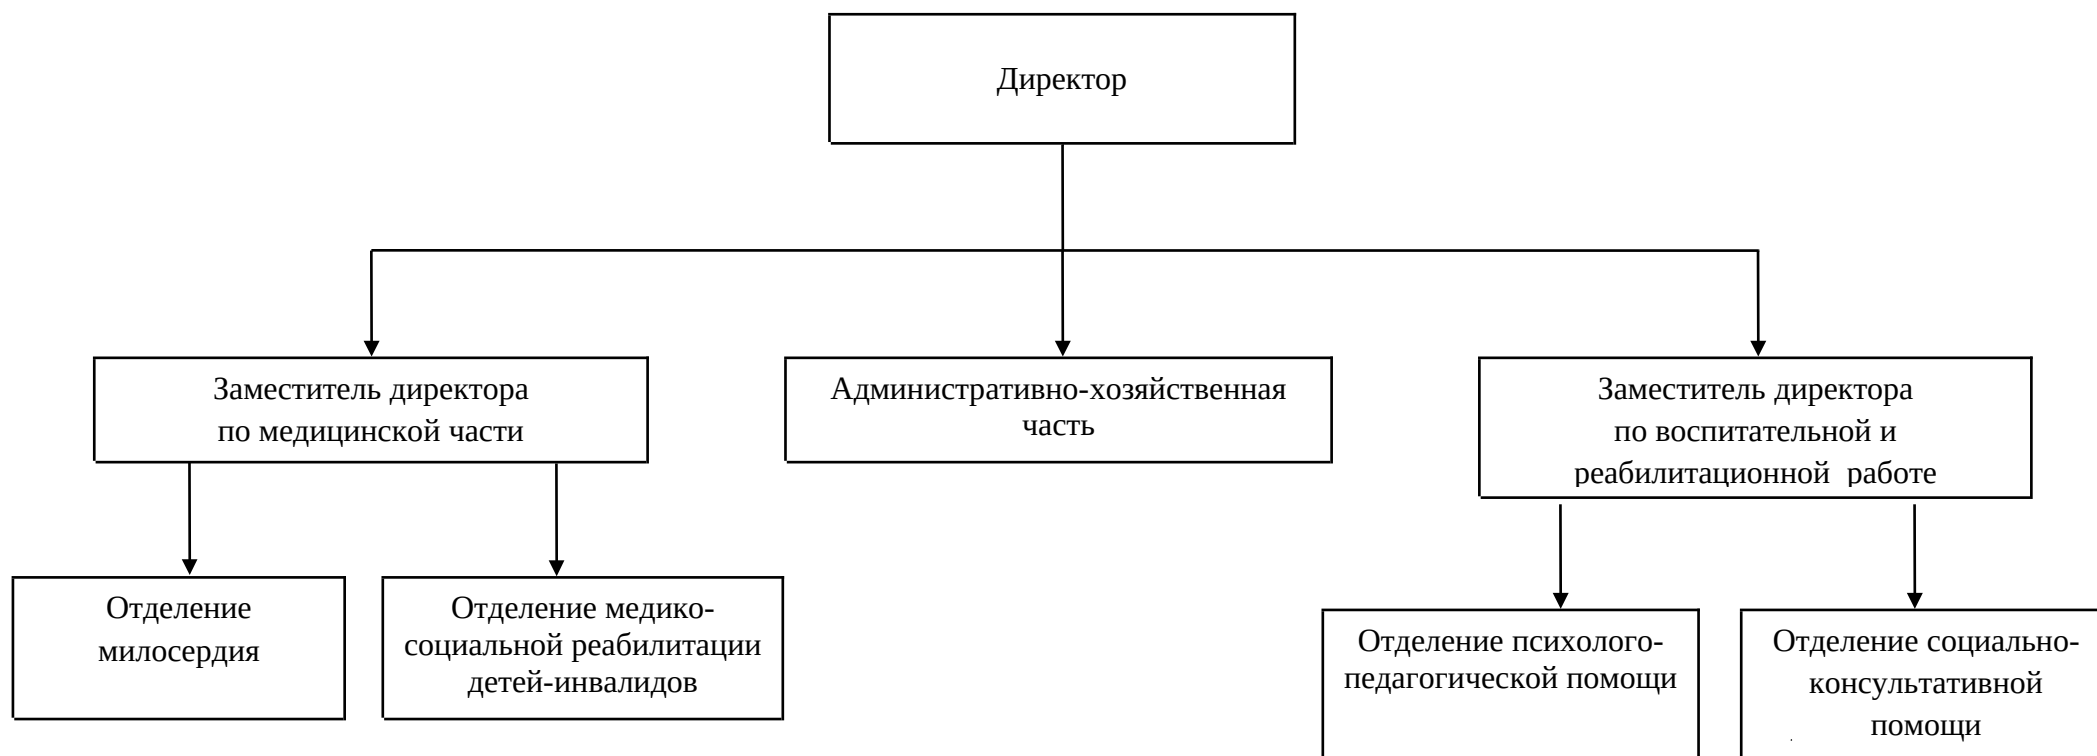 Директор
Заместитель директора
по медицинской части
Административно-хозяйственная
часть
Заместитель директора
по воспитательной и
реабилитационной работе
Отделение
милосердия
Отделение медико-
социальной реабилитации
детей-инвалидов
Отделение психолого-
педагогической помощи
Отделение социально-
консультативной
помощи